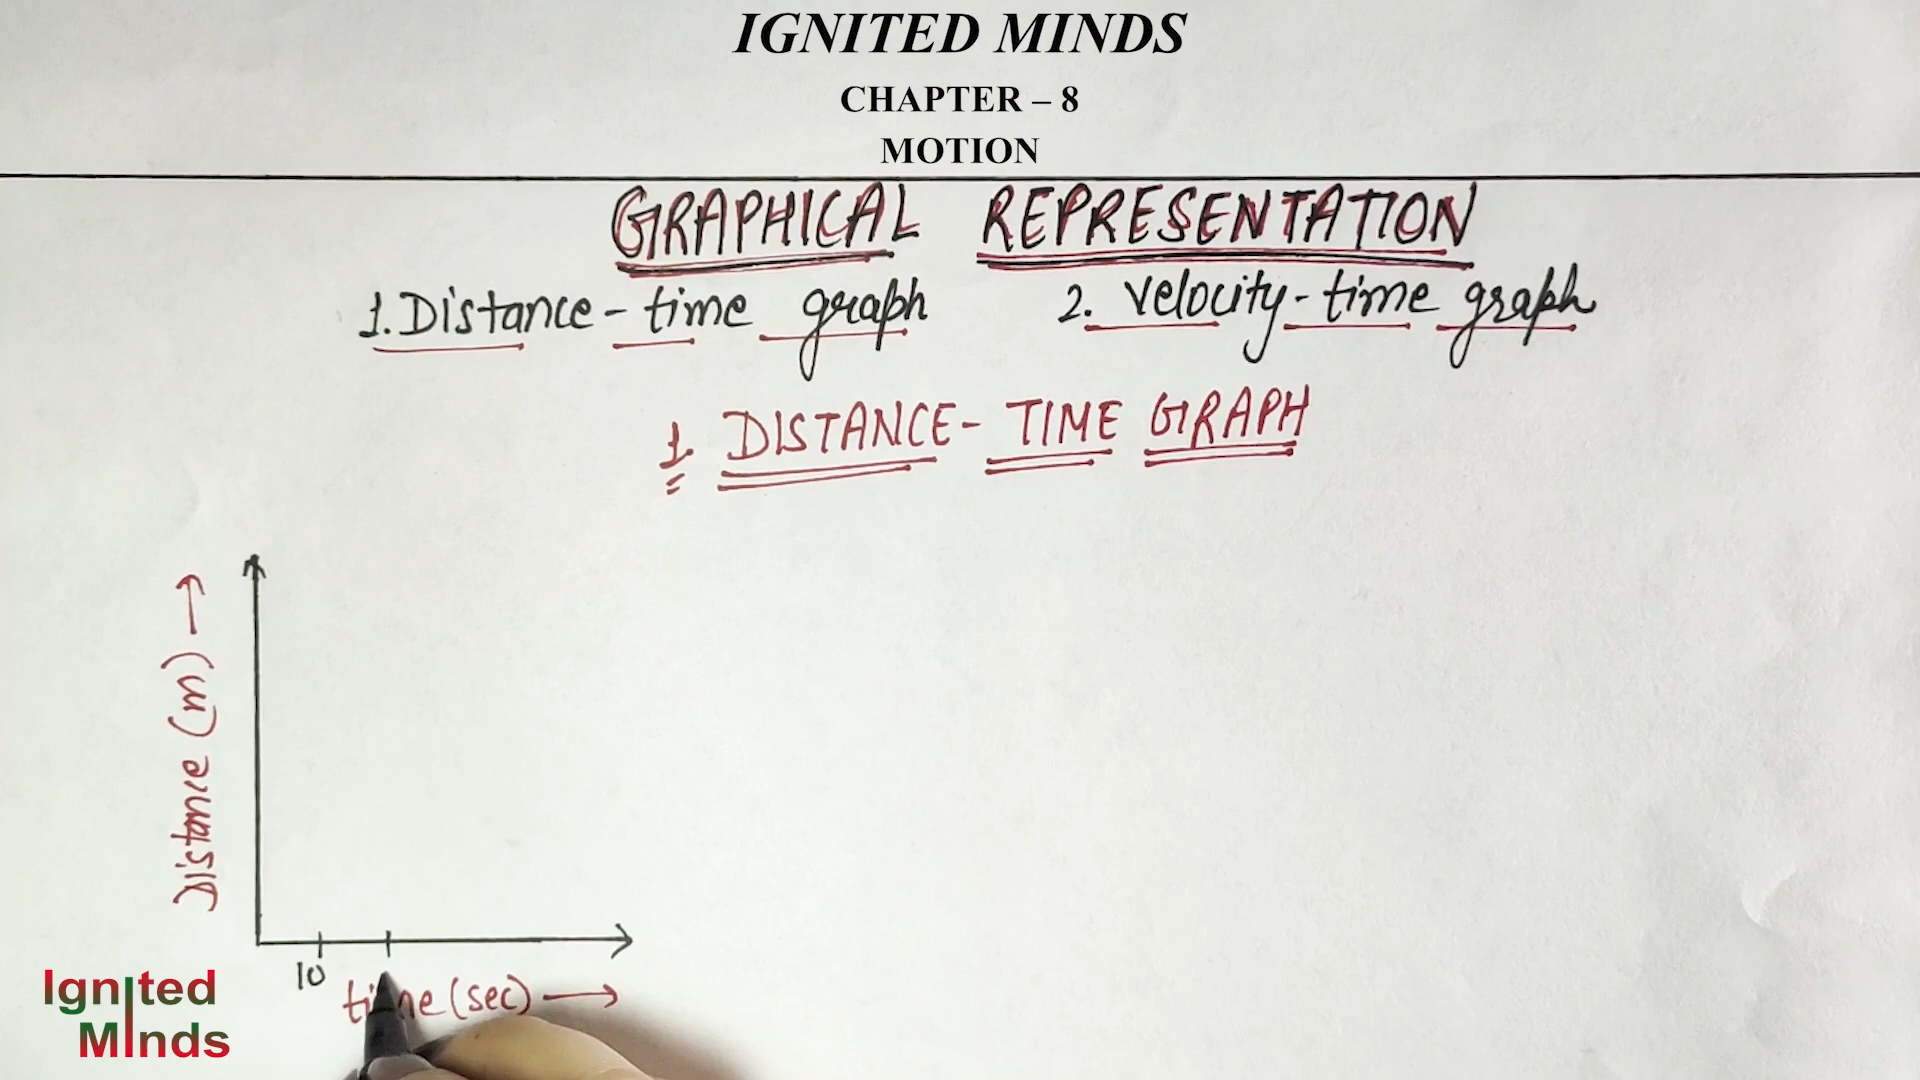 IGNITED MINDS
CHAPTER – 8
MOTION
GRAPHICAL REPRESENTATION
1. Distance - time graph
2. Velocity - time graph
1. DISTANCE - TIME GRAPH
Distance (m) →
10
time (sec) →
Ignited
Minds